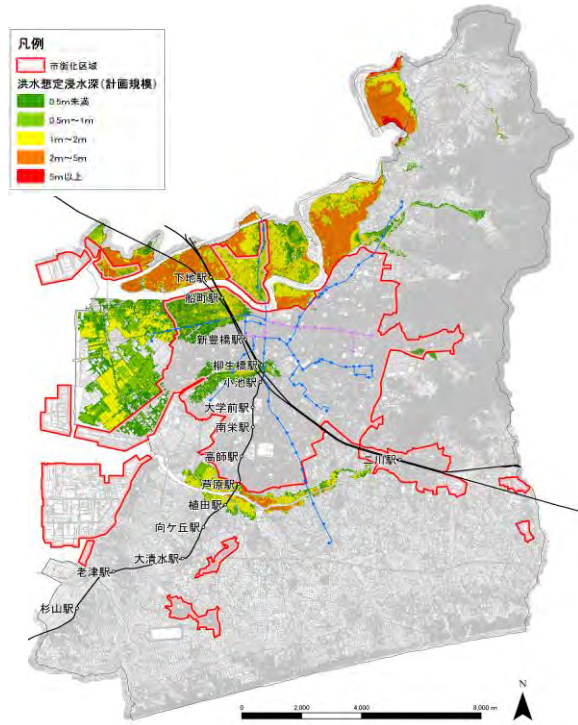 凡例
市街化区域
洪水想定浸水深(計画規模)
0.5m未満
0.5m~1m
1m~2m
2m~5m
5m以上
下地駅
船町駅
新豊橋駅
柳生橋駅
小池駅
大学前駅
南栄駅
高師駅
二川駅
芦原駅
植田駅
向ケ丘駅
大清水駅
老津駅
杉山駅
N
0 2,000 4,000 8,000 m